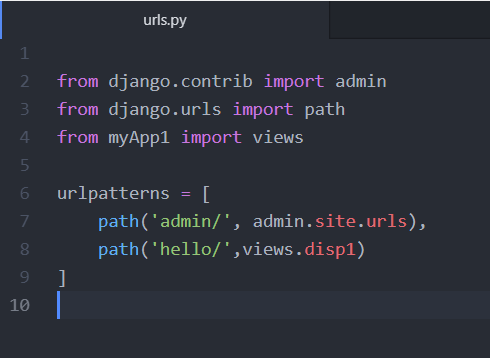 urls.py
1
2 from django.contrib import admin
3 from django.urls import path
4 from myApp1 import views
5
6 urlpatterns = [
7     path('admin/', admin.site.urls),
8     path('hello/',views.disp1)
9 ]
10